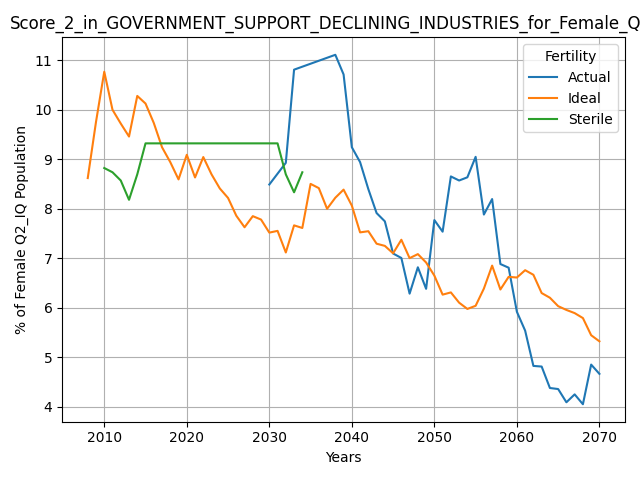 Score_2_in_GOVERNMENT_SUPPORT_DECLINING_INDUSTRIES_for_Female_Q
Fertility
Actual
Ideal
Sterile
% of Female Q2_IQ Population
11
10
9
8
7
6
5
4
2010 2020 2030 2040 2050 2060 2070
Years